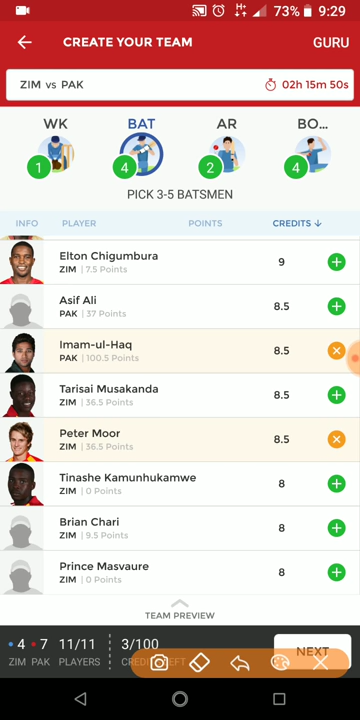 73% 9:29
CREATE YOUR TEAM GURU
ZIM vs PAK 02h 15m 50s
WK BAT AR BO...
1 4 2 4
PICK 3-5 BATSMEN
INFO PLAYER POINTS CREDITS ↓
Elton Chigumbura
ZIM | 7.5 Points 9
Asif Ali
PAK | 37 Points 8.5
Imam-ul-Haq
PAK | 100.5 Points 8.5
Tarisai Musakanda
ZIM | 36.5 Points 8.5
Peter Moor
ZIM | 36.5 Points 8.5
Tinashe Kamunhukamwe
ZIM | 0 Points 8
Brian Chari
ZIM | 9.5 Points 8
Prince Masvaure
ZIM | 0 Points 8
TEAM PREVIEW
4 7 11/11 3/100 NEXT
ZIM PAK PLAYERS